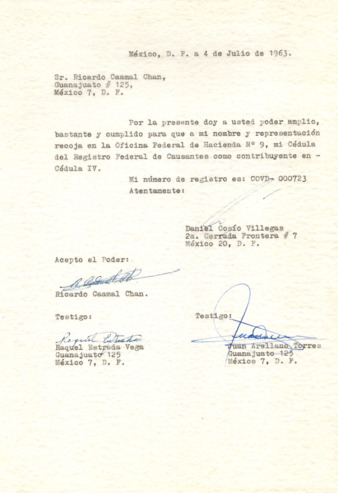 México, D. F. a 4 de Julio de 1963.
Sr. Ricardo Caamal Chan,
Guanajuato # 125,
México 7, D. F.
Por la presente doy a usted poder amplio,
bastante y cumplido para que a mi nombre y representación
recoja en la Oficina Federal de Hacienda Nº 9, mi Cédula
del Registro Federal de Causantes como contribuyente en -
Cédula IV.
Mi número de registro es: COVD- 000723
Atentamente:
Daniel Cosío Villegas
2a. Cerrada Frontera # 7
México 20, D. F.
Acepto el Poder:
Ricardo Caamal Chan.
Testigo: Testigo:
Raquel Estrada
Raquel Estrada Vega Juan Arellano Torres
Guanajuato 125 Guanajuato 125
México 7, D. F. México 7, D. F.